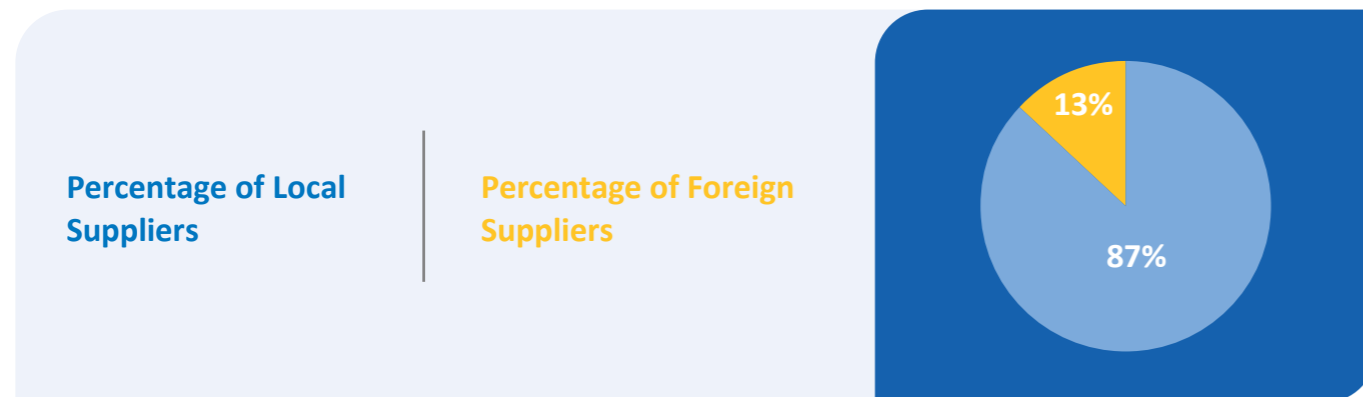 Percentage of Local
Suppliers
Percentage of Foreign
Suppliers
13%
87%